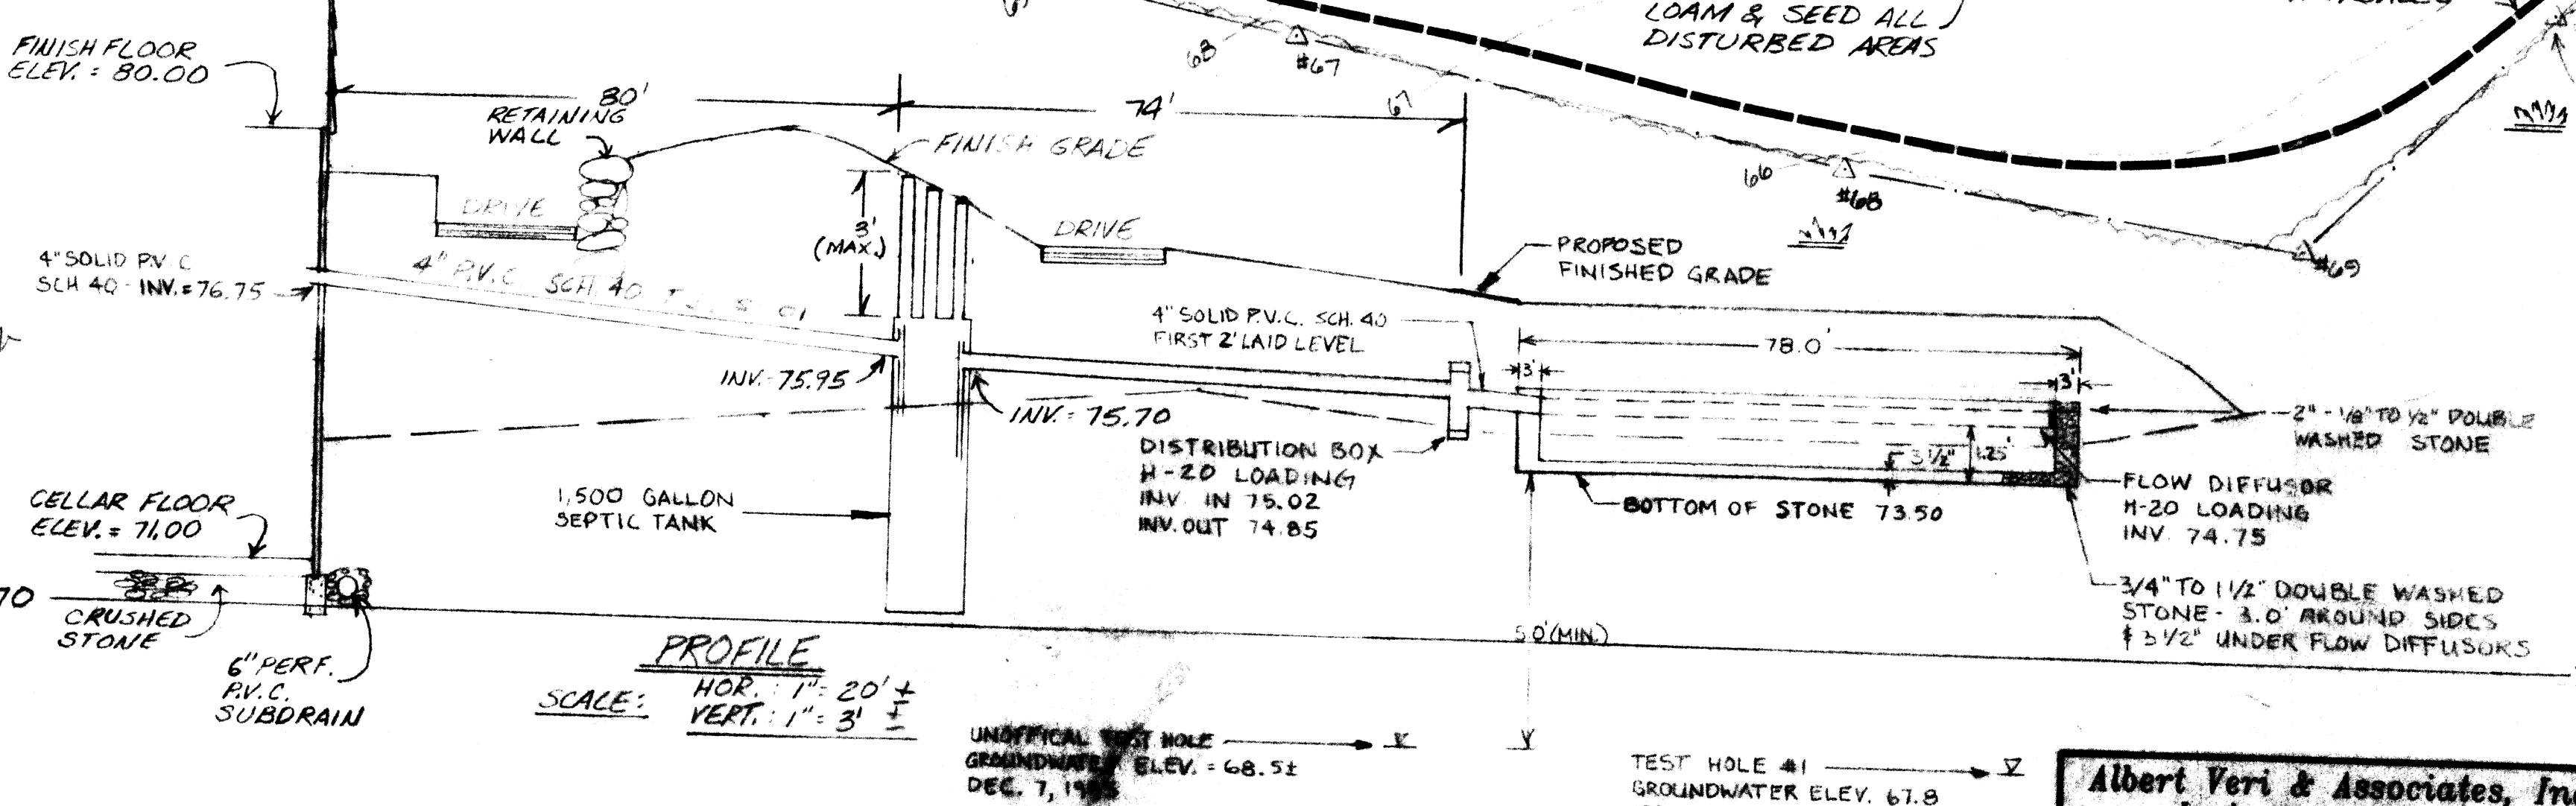 FINISH FLOOR
ELEV. = 80.00
LOAM & SEED ALL
DISTURBED AREAS
68
#67
67
80'
74'
RETAINING
WALL
FINISH GRADE
66
#68
#69
DRIVE
3'
(MAX.)
DRIVE
PROPOSED
FINISHED GRADE
4" SOLID P.V.C
SCH 40 - INV. = 76.75
4" P.V.C. SCH. 40
4" SOLID P.V.C. SCH. 40
FIRST 2' LAID LEVEL
78.0'
3'
3'
INV. 75.95
INV. = 75.70
2" - 1/8" TO 1/2" DOUBLE
WASHED STONE
DISTRIBUTION BOX
H-20 LOADING
INV. IN 75.02
INV. OUT 74.85
3 1/2"
1.25'
CELLAR FLOOR
ELEV. = 71.00
1,500 GALLON
SEPTIC TANK
BOTTOM OF STONE 73.50
FLOW DIFFUSOR
H-20 LOADING
INV. 74.75
70
CRUSHED
STONE
3/4" TO 1 1/2" DOUBLE WASHED
STONE - 3.0' AROUND SIDES
& 3 1/2" UNDER FLOW DIFFUSORS
5.0' (MIN.)
6" PERF.
P.V.C.
SUBDRAIN
PROFILE
SCALE: HOR. : 1" = 20' ±
VERT. : 1" = 3' ±
UNOFFICAL TEST HOLE
GROUNDWATER ELEV. = 68.5±
DEC. 7,
TEST HOLE #1
GROUNDWATER ELEV. 67.8
Albert Veri & Associates, In